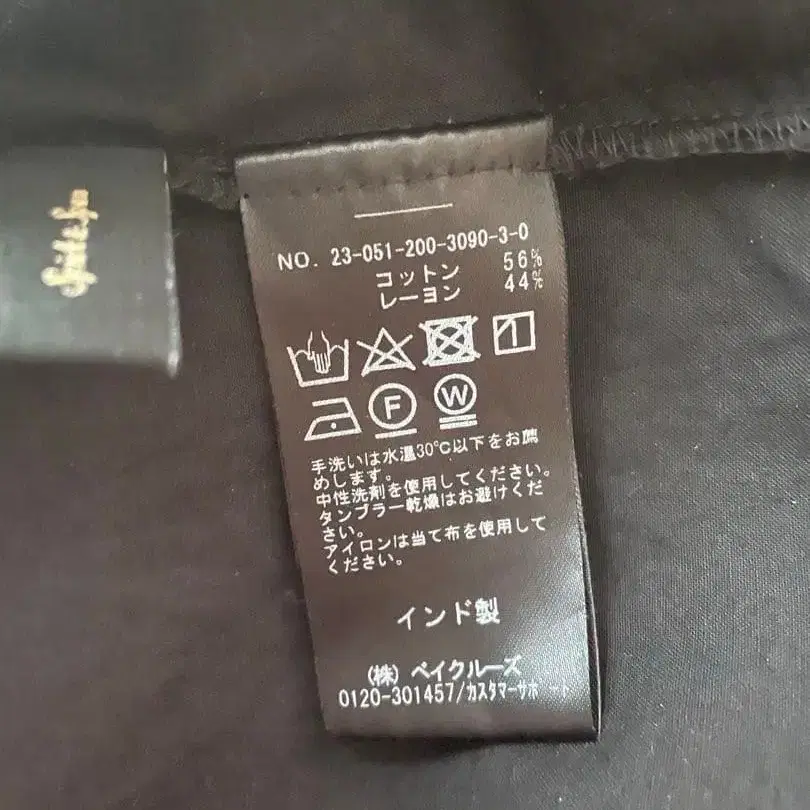 NO. 23-051-200-3090-3-0
コットン 56%
レーヨン 44%
F
W
手洗いは水温30℃以下をお薦
めします。
中性洗剤を使用してください。
タンブラー乾燥はお避けくだ
さい。
アイロンは当て布を使用して
ください。
インド製
(株) ベイクルーズ
0120-301457/カスタマーサポート